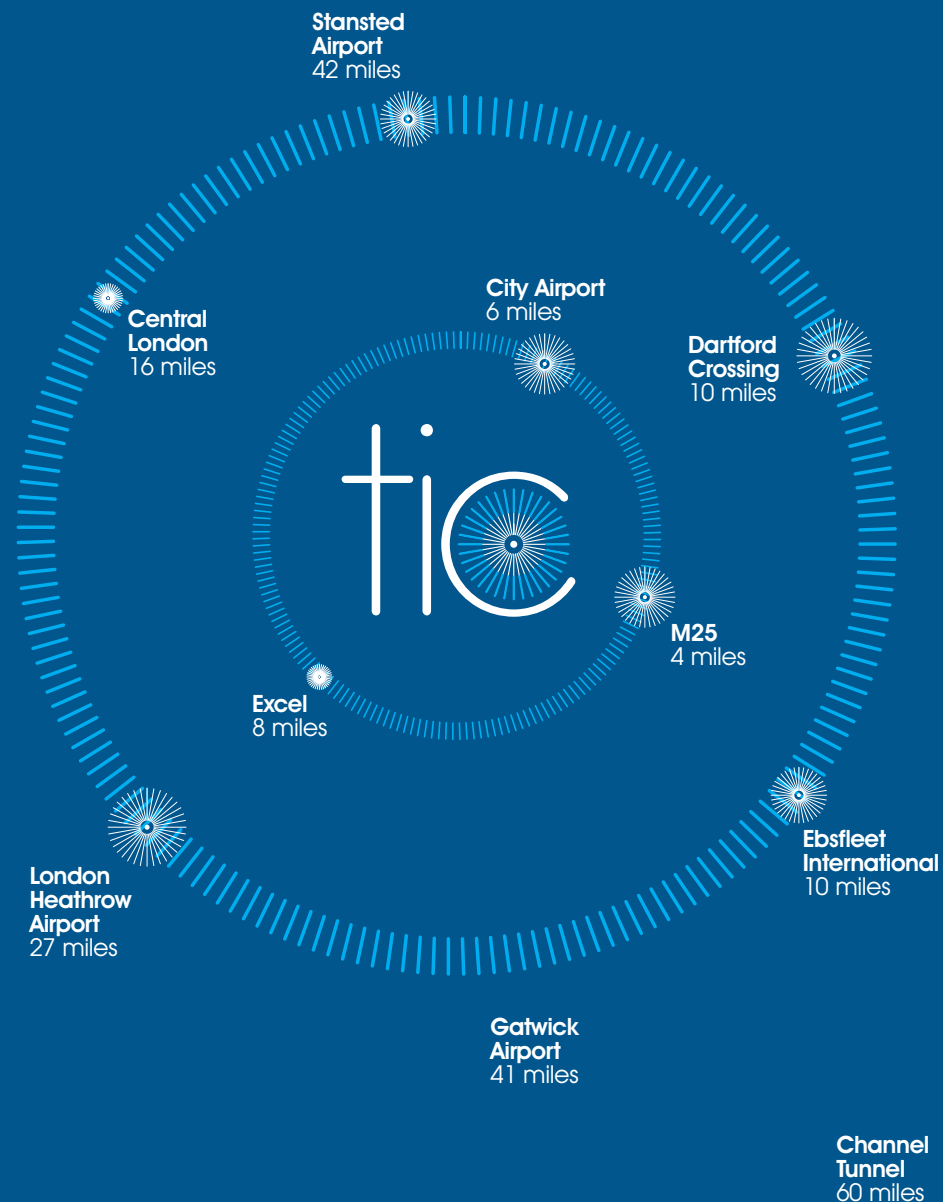 Stansted
Airport
42 miles
City Airport
6 miles
Central
London
16 miles
Dartford
Crossing
10 miles
tic
M25
4 miles
Excel
8 miles
Ebsfleet
International
10 miles
London
Heathrow
Airport
27 miles
Gatwick
Airport
41 miles
Channel
Tunnel
60 miles